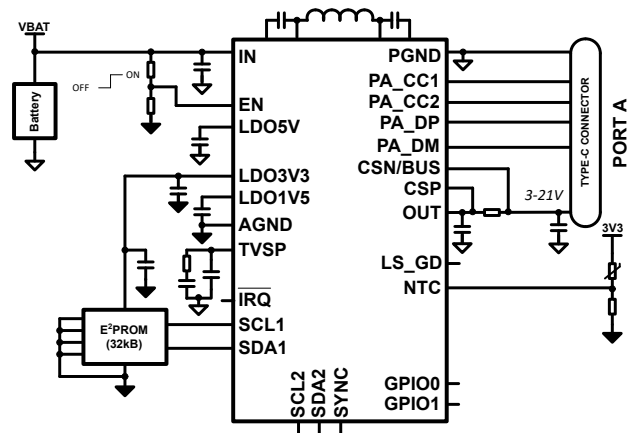 VBAT
IN
PGND
OFF
ON
PA_CC1
EN
PA_CC2
Battery
LDO5V
PA_DP
PA_DM
TYPE-C CONNECTOR
PORT A
CSN/BUS
LDO3V3
CSP
LDO1V5
3-21V
OUT
AGND
3V3
TVSP
LS_GD
NTC
IRQ
E²PROM
(32kB)
SCL1
SDA1
GPIO0
GPIO1
SCL2
SDA2
SYNC